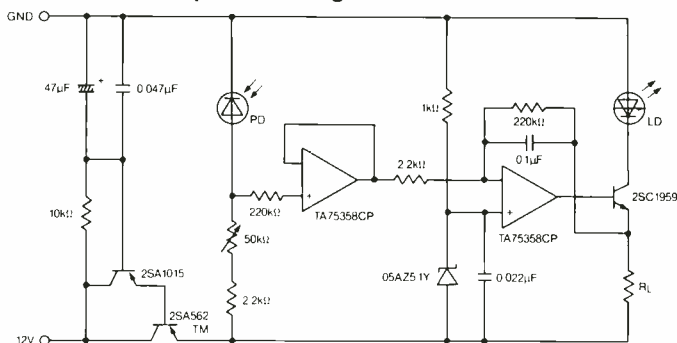 GND
47µF
+
0.047µF
10kΩ
2SA1015
2SA562
TM
12V
PD
220kΩ
50kΩ
2.2kΩ
+
TA75358CP
2.2kΩ
1kΩ
05AZ5.1Y
0.022µF
220kΩ
0.1µF
+
TA75358CP
LD
2SC1959
RL